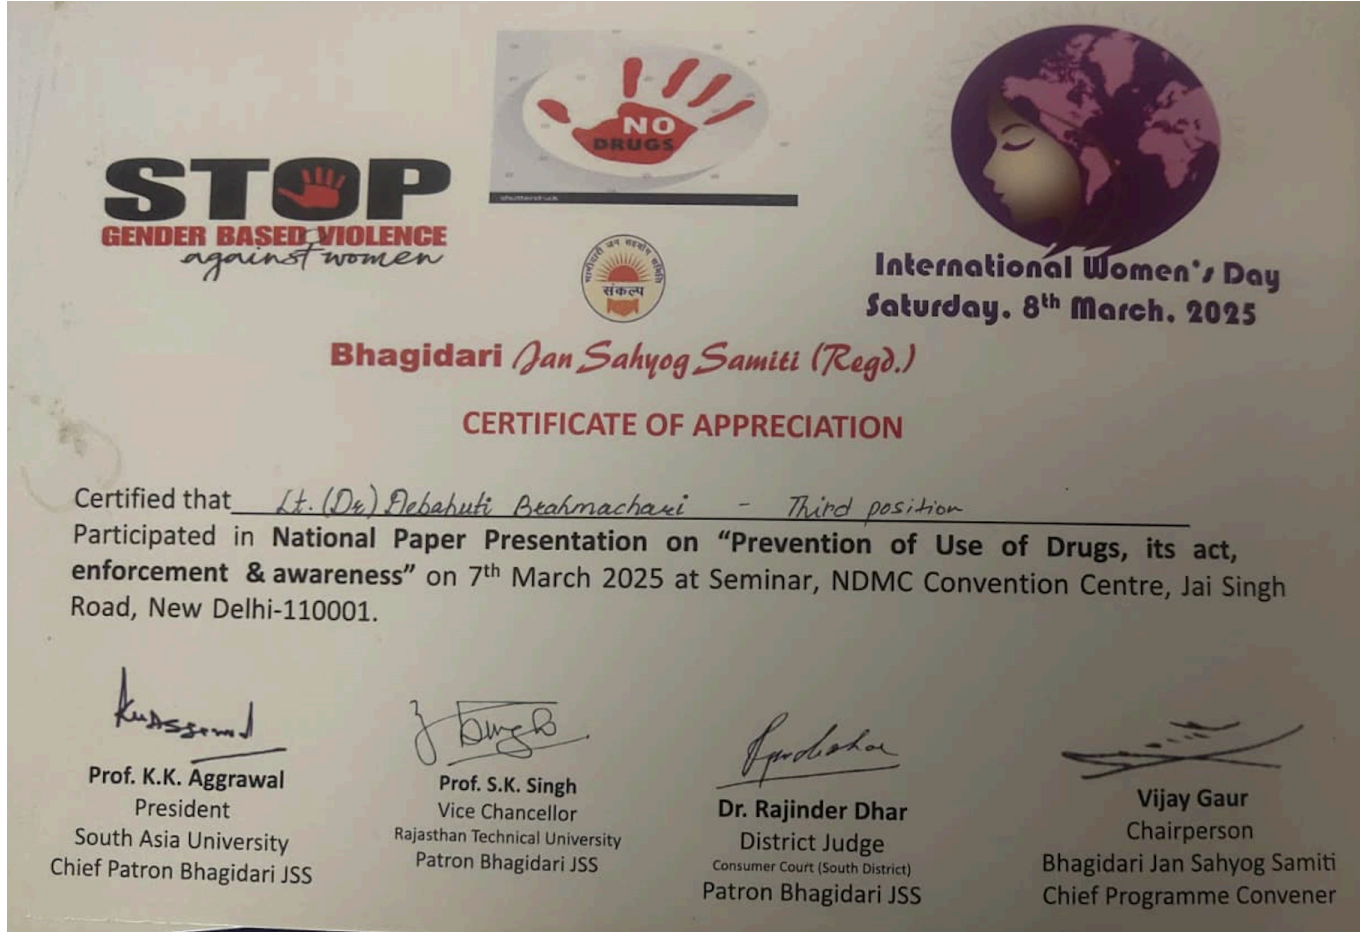 STOP
GENDER BASED VIOLENCE
against women
NO
DRUGS
shutterstock
भागीदारी जन सहयोग समिति
संकल्प
International Women's Day
Saturday, 8th March, 2025
Bhagidari Jan Sahyog Samiti (Regd.)
CERTIFICATE OF APPRECIATION
Certified that Lt. (Dr) Debahuti Brahmachari - Third position
Participated in National Paper Presentation on “Prevention of Use of Drugs, its act,
enforcement & awareness” on 7th March 2025 at Seminar, NDMC Convention Centre, Jai Singh
Road, New Delhi-110001.
Prof. K.K. Aggrawal
President
South Asia University
Chief Patron Bhagidari JSS
Prof. S.K. Singh
Vice Chancellor
Rajasthan Technical University
Patron Bhagidari JSS
Dr. Rajinder Dhar
District Judge
Consumer Court (South District)
Patron Bhagidari JSS
Vijay Gaur
Chairperson
Bhagidari Jan Sahyog Samiti
Chief Programme Convener